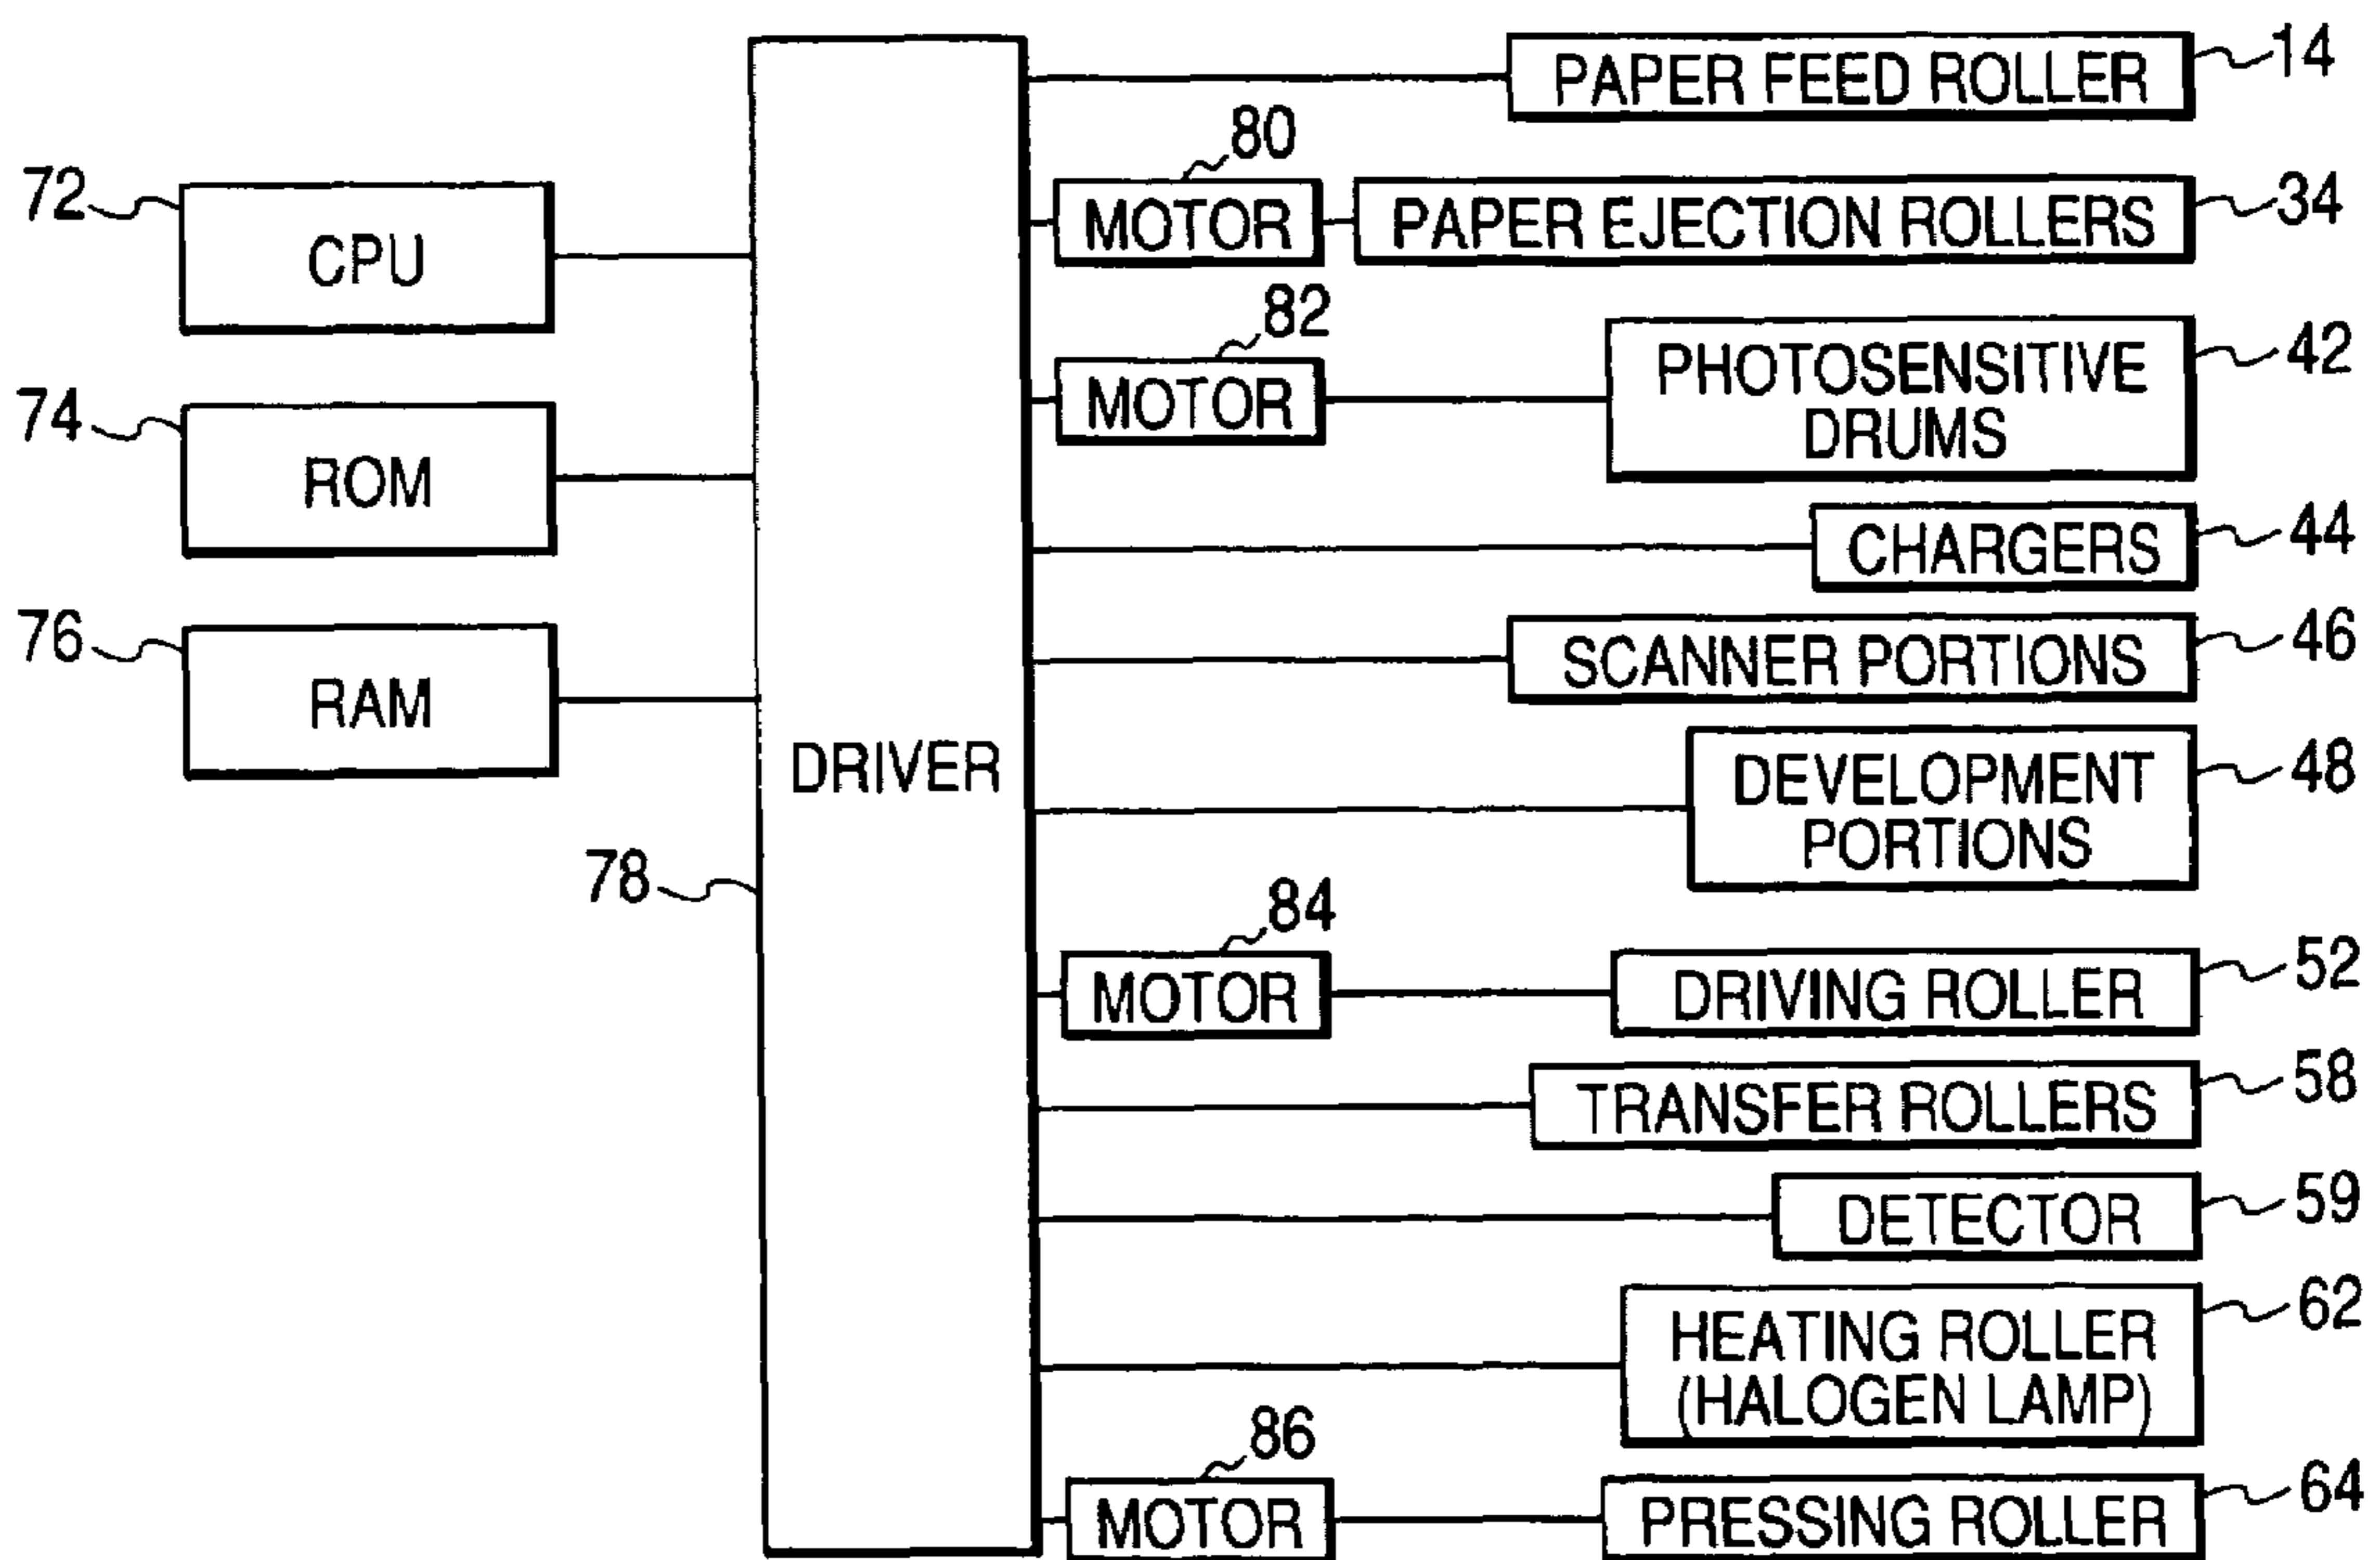 PAPER FEED ROLLER 14
80
72 CPU
MOTOR PAPER EJECTION ROLLERS 34
82
MOTOR PHOTOSENSITIVE
DRUMS 42
74 ROM
CHARGERS 44
76 RAM
SCANNER PORTIONS 46
DRIVER
78
DEVELOPMENT
PORTIONS 48
84
MOTOR DRIVING ROLLER 52
TRANSFER ROLLERS 58
DETECTOR 59
HEATING ROLLER
(HALOGEN LAMP) 62
86
MOTOR PRESSING ROLLER 64